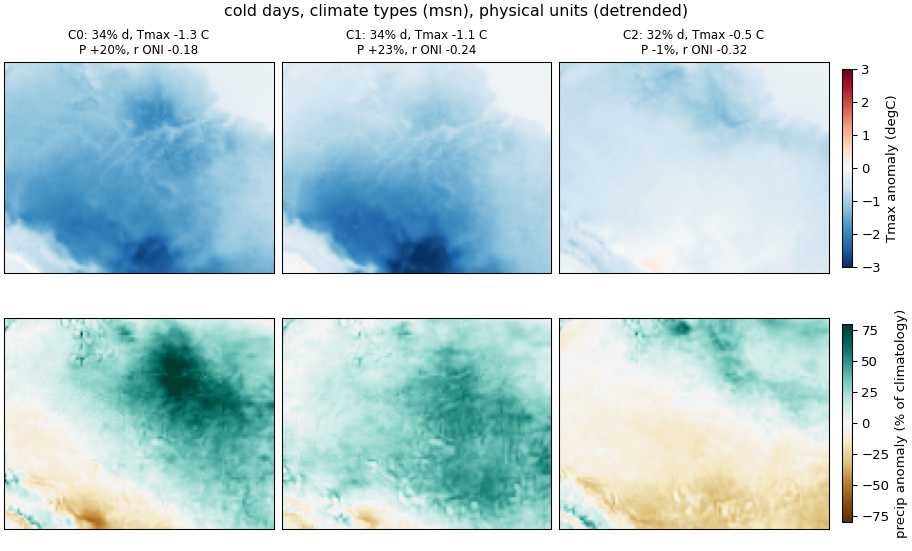 cold days, climate types (msn), physical units (detrended)
C0: 34% d, Tmax -1.3 C
P +20%, r ONI -0.18
C1: 34% d, Tmax -1.1 C
P +23%, r ONI -0.24
C2: 32% d, Tmax -0.5 C
P -1%, r ONI -0.32
3
2
1
0
−1
−2
−3
Tmax anomaly (degC)
75
50
25
0
−25
−50
−75
precip anomaly (% of climatology)